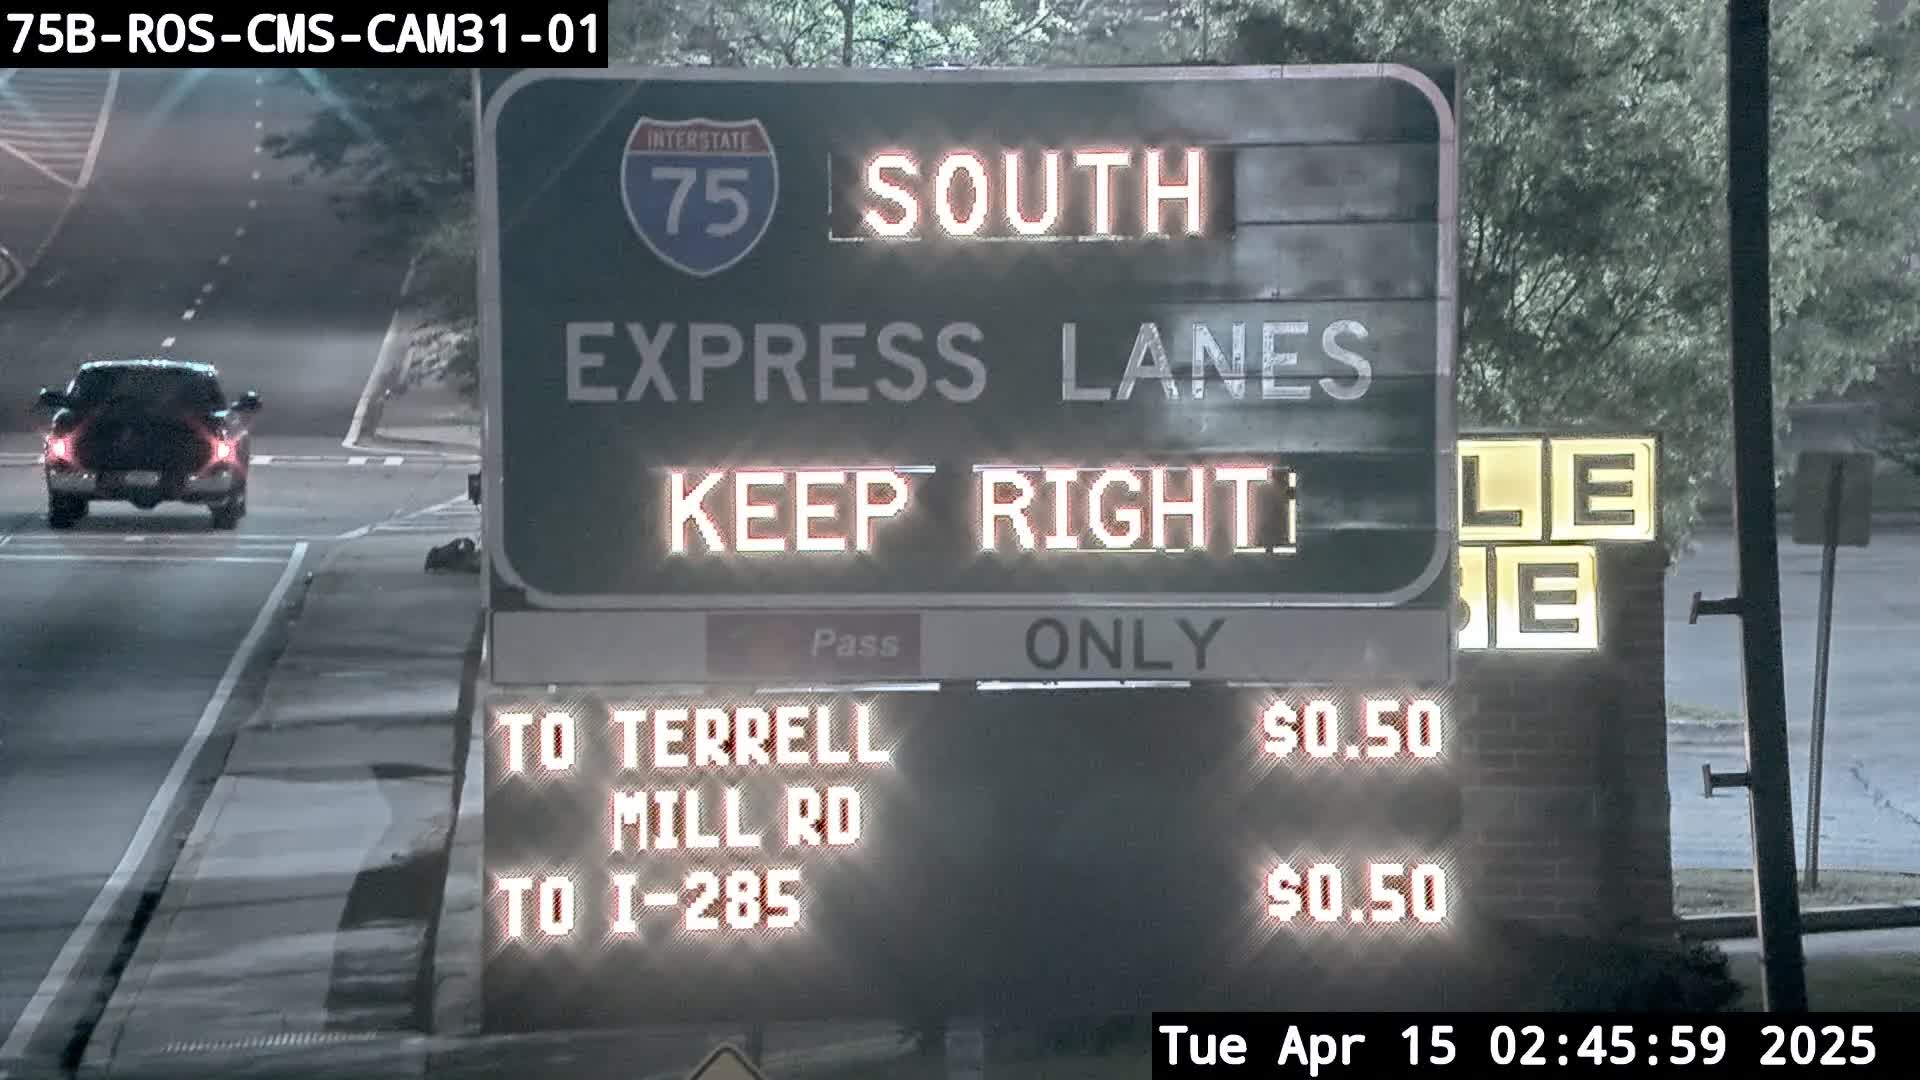 75B-ROS-CMS-CAM31-01
INTERSTATE
75
SOUTH
EXPRESS LANES
KEEP RIGHT
Pass ONLY
TO TERRELL $0.50
MILL RD
TO I-285 $0.50
LE
E
Tue Apr 15 02:45:59 2025